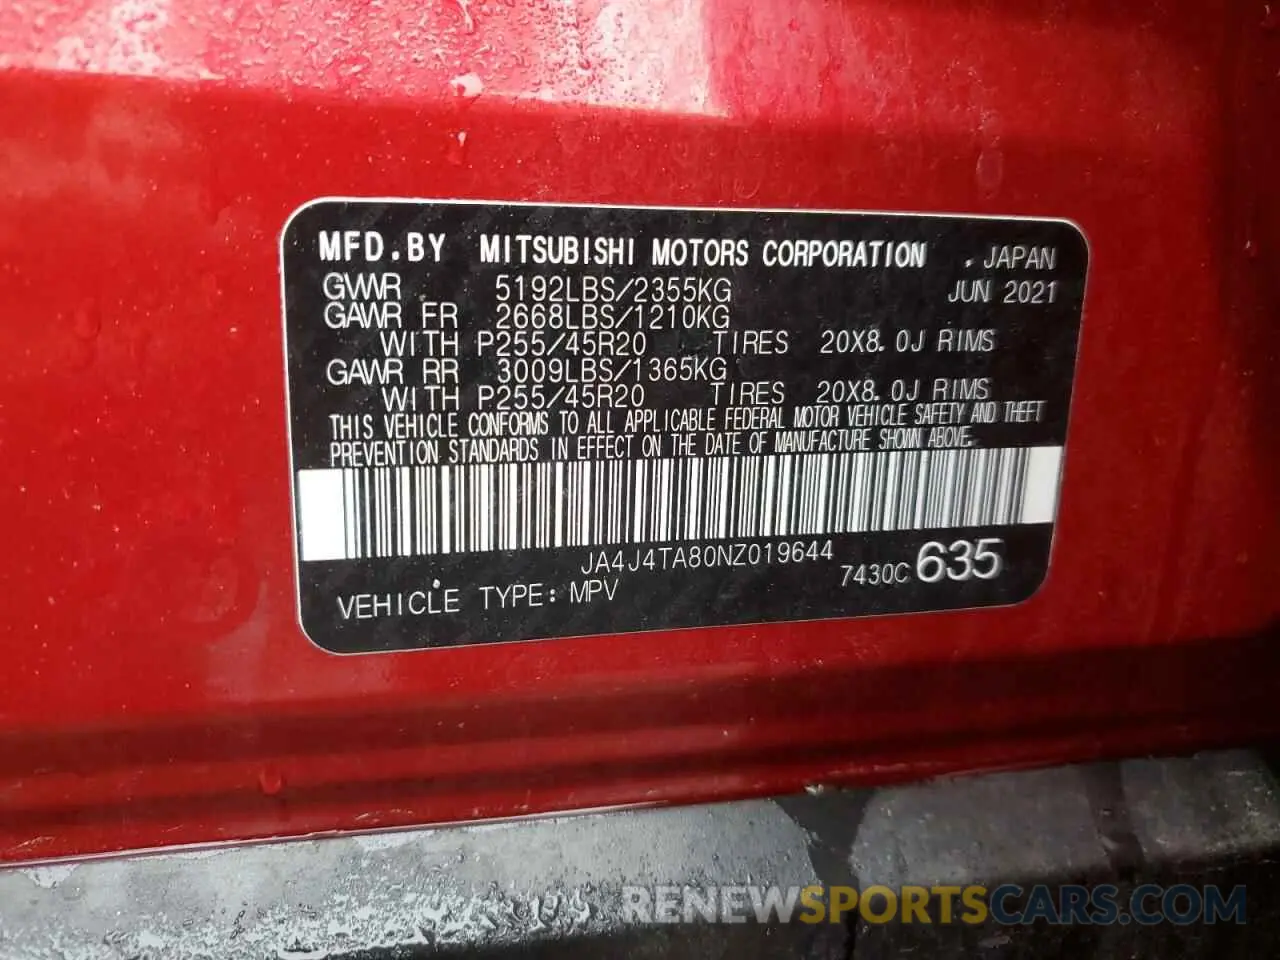 MFD.BY MITSUBISHI MOTORS CORPORATION , JAPAN
GVWR 5192LBS/2355KG JUN 2021
GAWR FR 2668LBS/1210KG
WITH P255/45R20 TIRES 20X8.0J RIMS
GAWR RR 3009LBS/1365KG
WITH P255/45R20 TIRES 20X8.0J RIMS
THIS VEHICLE CONFORMS TO ALL APPLICABLE FEDERAL MOTOR VEHICLE SAFETY AND THEFT
PREVENTION STANDARDS IN EFFECT ON THE DATE OF MANUFACTURE SHOWN ABOVE.
JA4J4TA80NZ019644
7430C 635
VEHICLE TYPE: MPV
RENEWSPORTSCARS.COM